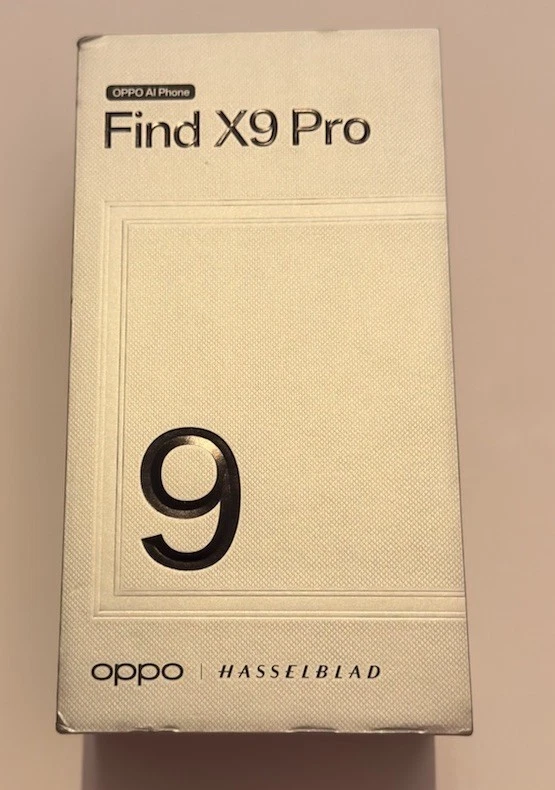 OPPO AI Phone
Find X9 Pro
9
oppo | HASSELBLAD